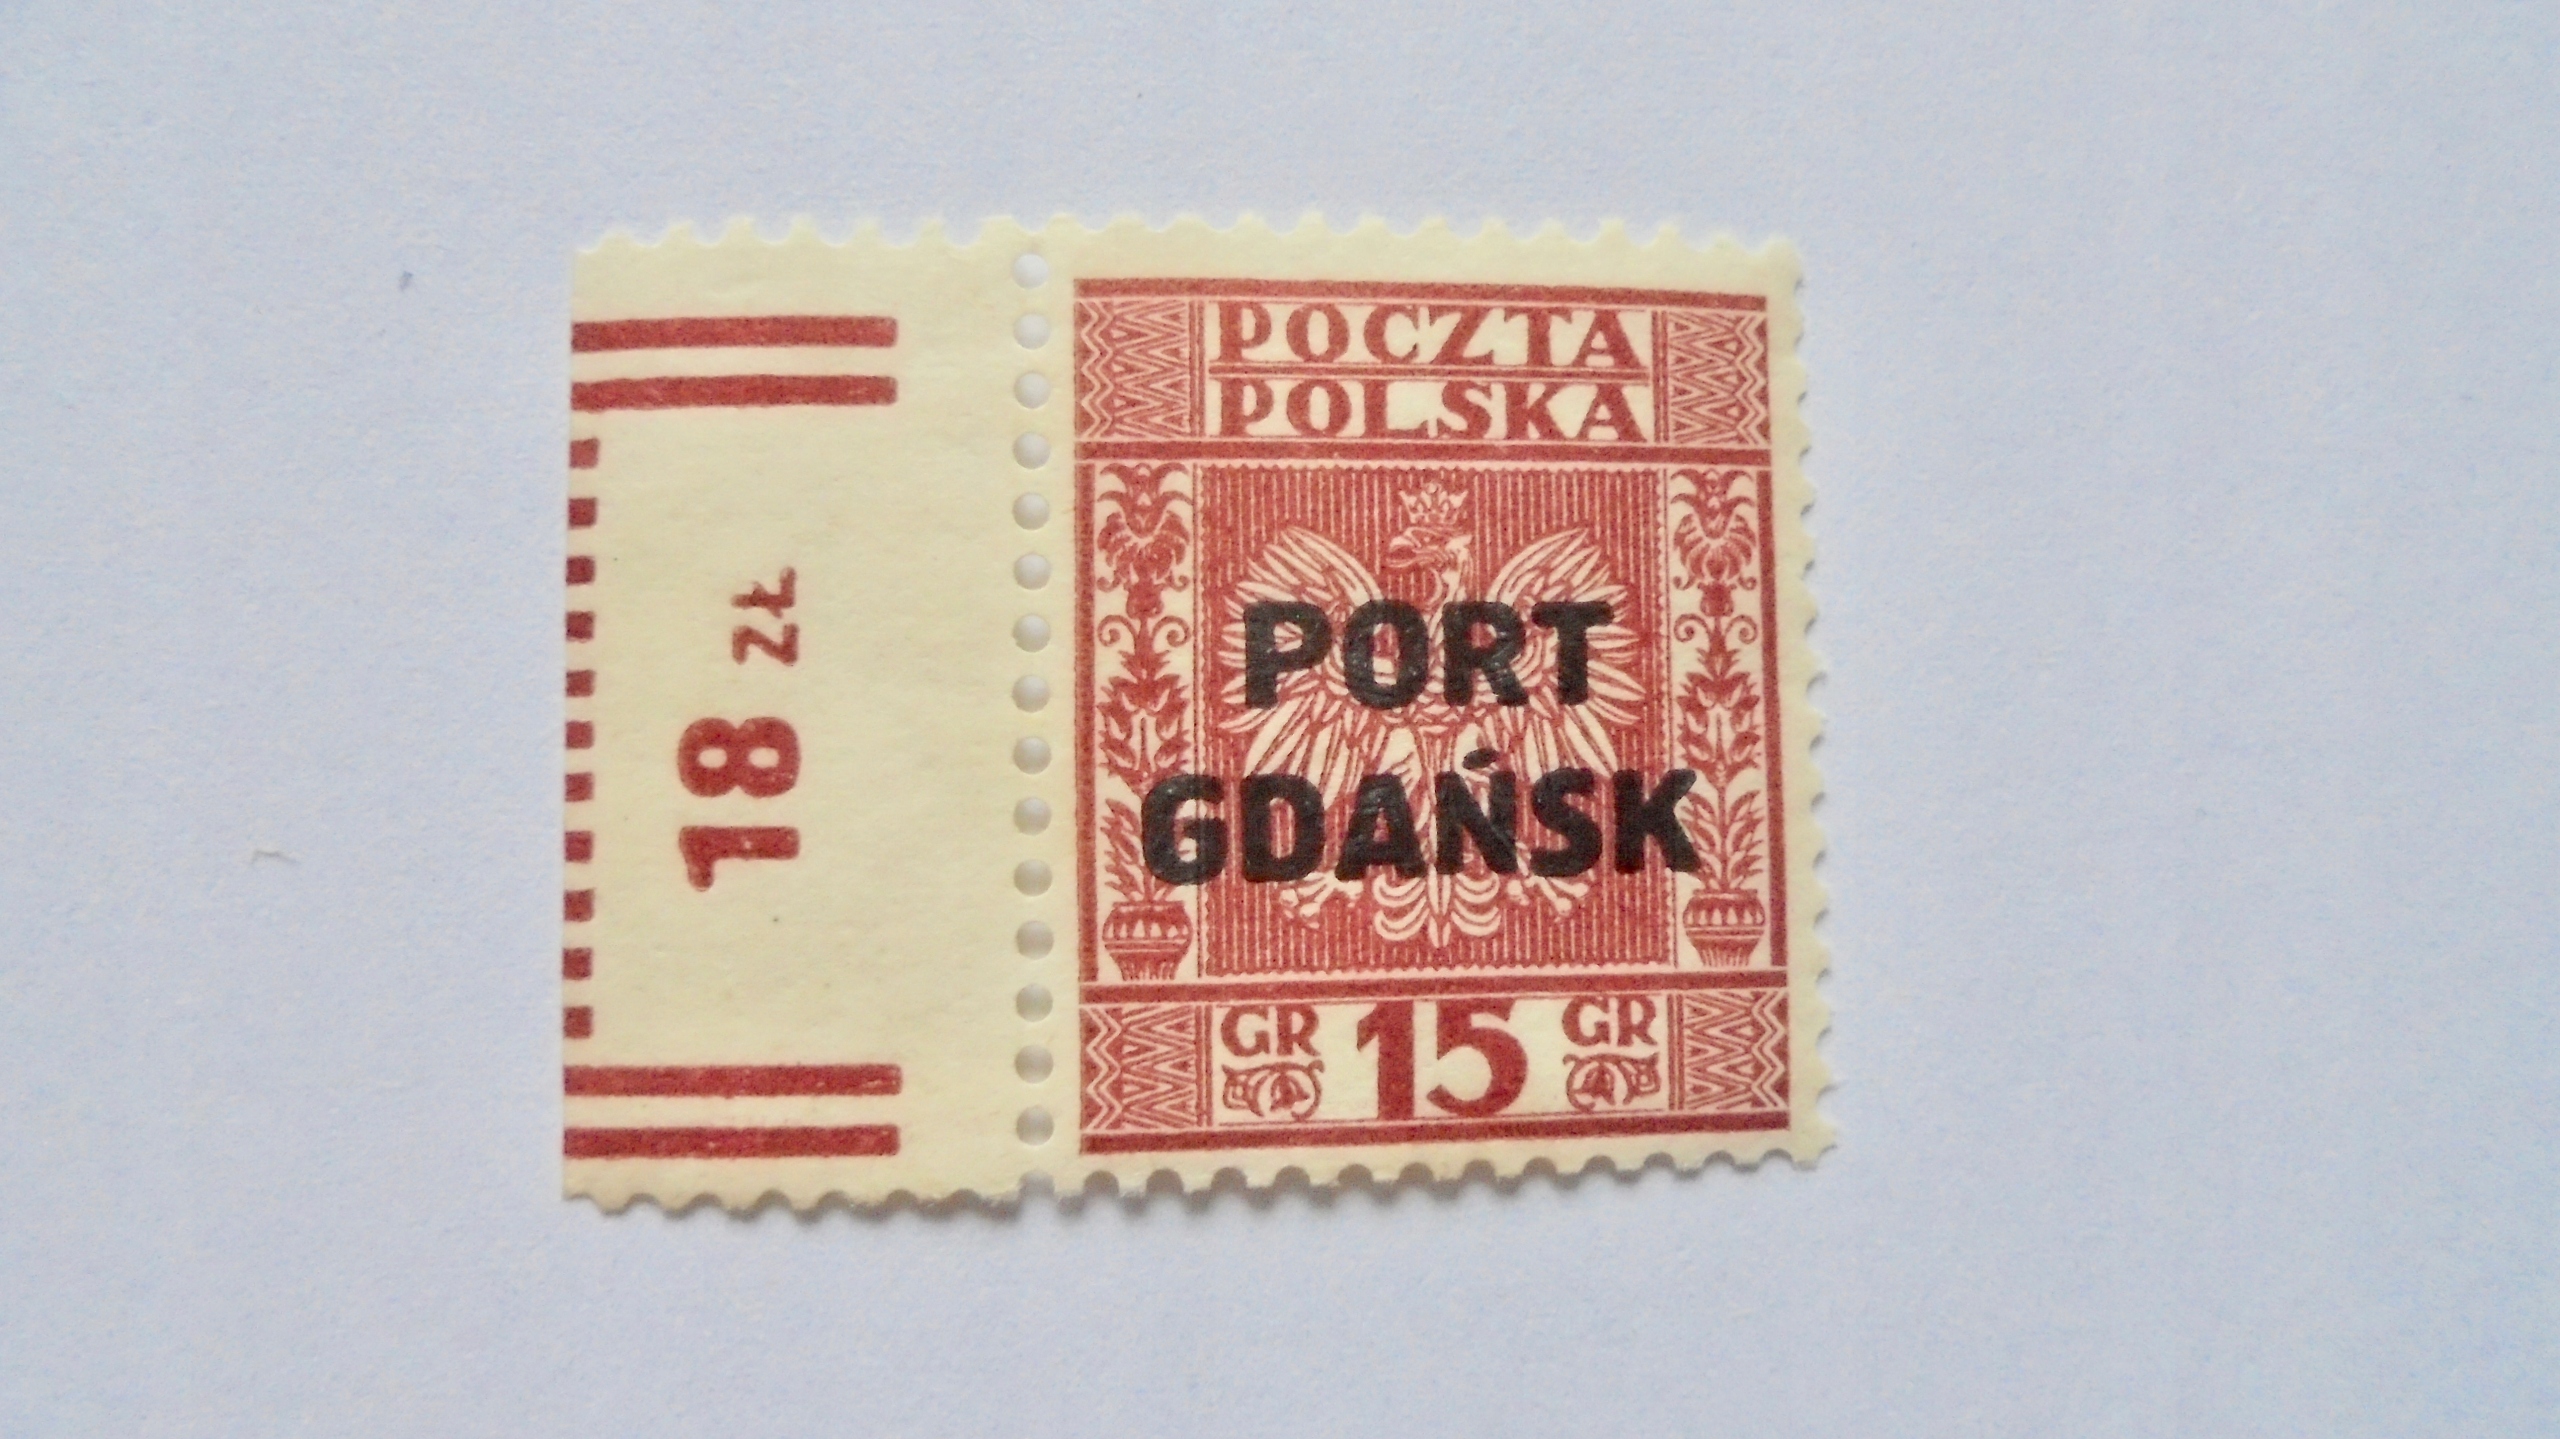 18 ZŁ
POCZTA
POLSKA
PORT
GDAŃSK
GR 15 GR